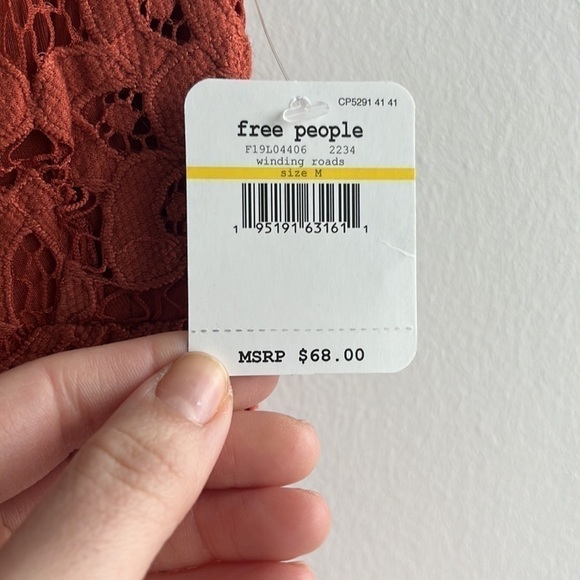 CP5291 41 41
free people
F19L04406 2234
winding roads
size M
1 95191 63161 1
MSRP $68.00